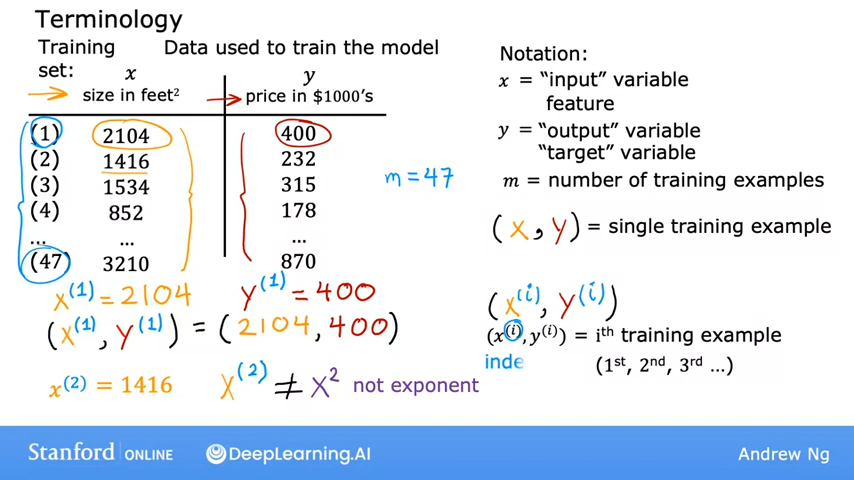 Terminology
Training set: Data used to train the model
x y
size in feet² price in $1000's
(1) 2104 400
(2) 1416 232
(3) 1534 315
(4) 852 178
... ... ...
(47) 3210 870
m = 47
x⁽¹⁾ = 2104 y⁽¹⁾ = 400
(x⁽¹⁾, y⁽¹⁾) = (2104, 400)
x⁽²⁾ = 1416 x⁽²⁾ ≠ x² not exponent
Notation:
x = "input" variable
feature
y = "output" variable
"target" variable
m = number of training examples
(x, y) = single training example
(x⁽ⁱ⁾, y⁽ⁱ⁾)
(x⁽ⁱ⁾, y⁽ⁱ⁾) = iᵗʰ training example
inde (1ˢᵗ, 2ⁿᵈ, 3ʳᵈ ...)
Stanford ONLINE DeepLearning.AI Andrew Ng